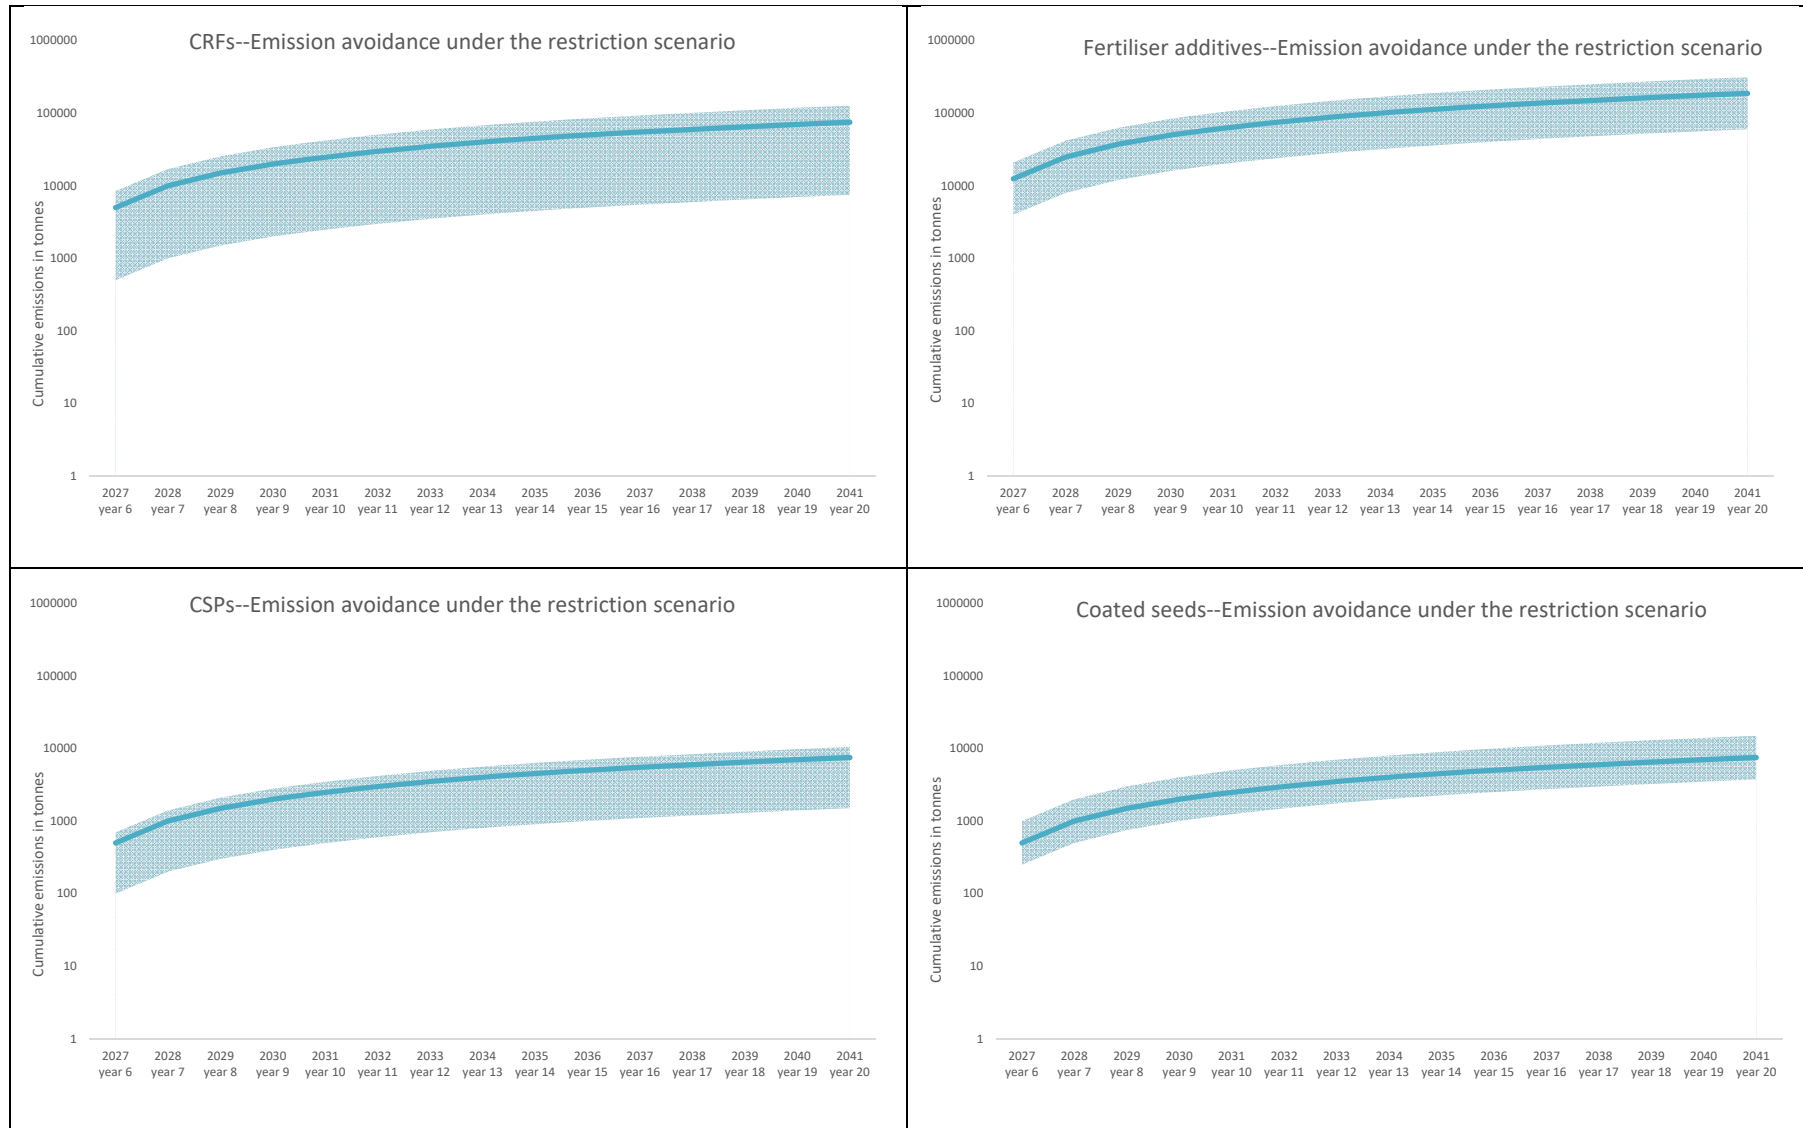 CRFs--Emission avoidance under the restriction scenario
Cumulative emissions in tonnes
1000000
100000
10000
1000
100
10
1
2027 2028 2029 2030 2031 2032 2033 2034 2035 2036 2037 2038 2039 2040 2041
year 6 year 7 year 8 year 9 year 10 year 11 year 12 year 13 year 14 year 15 year 16 year 17 year 18 year 19 year 20
Fertiliser additives--Emission avoidance under the restriction scenario
Cumulative emissions in tonnes
1000000
100000
10000
1000
100
10
1
2027 2028 2029 2030 2031 2032 2033 2034 2035 2036 2037 2038 2039 2040 2041
year 6 year 7 year 8 year 9 year 10 year 11 year 12 year 13 year 14 year 15 year 16 year 17 year 18 year 19 year 20
CSPs--Emission avoidance under the restriction scenario
Cumulative emissions in tonnes
1000000
100000
10000
1000
100
10
1
2027 2028 2029 2030 2031 2032 2033 2034 2035 2036 2037 2038 2039 2040 2041
year 6 year 7 year 8 year 9 year 10 year 11 year 12 year 13 year 14 year 15 year 16 year 17 year 18 year 19 year 20
Coated seeds--Emission avoidance under the restriction scenario
Cumulative emissions in tonnes
1000000
100000
10000
1000
100
10
1
2027 2028 2029 2030 2031 2032 2033 2034 2035 2036 2037 2038 2039 2040 2041
year 6 year 7 year 8 year 9 year 10 year 11 year 12 year 13 year 14 year 15 year 16 year 17 year 18 year 19 year 20